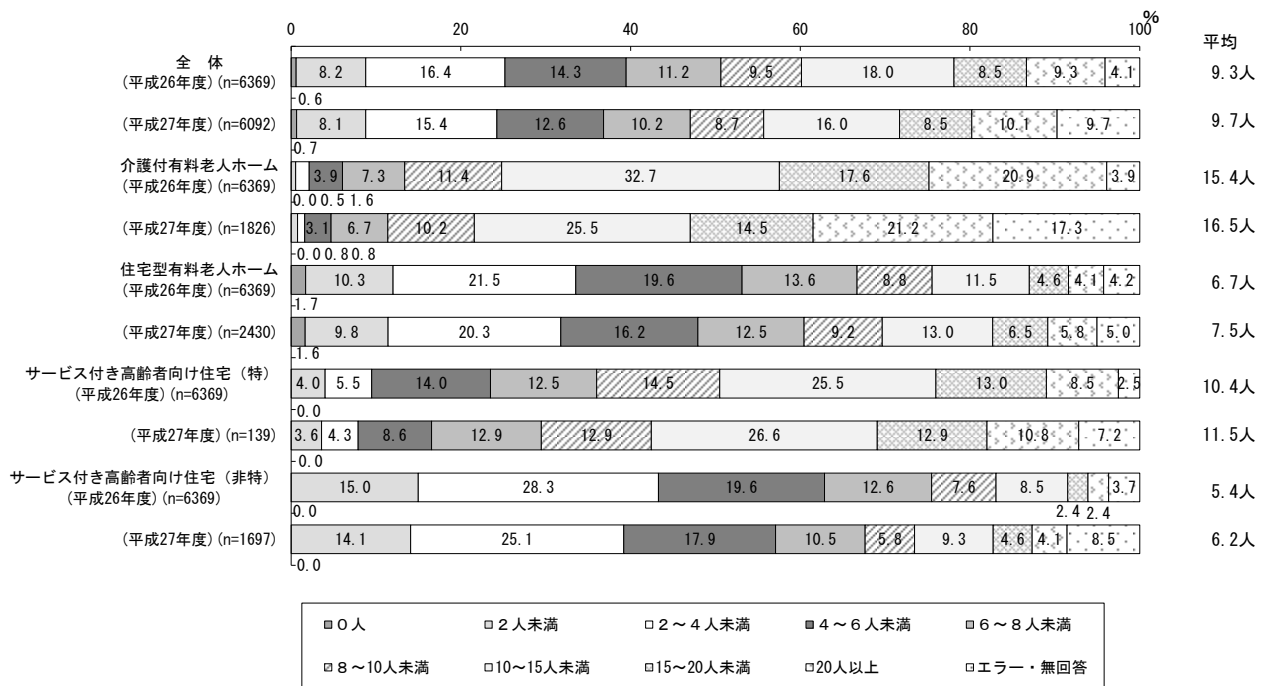 0 20 40 60 80 100 %
平均
全 体
(平成26年度)(n=6369) 8.2 16.4 14.3 11.2 9.5 18.0 8.5 9.3 4.1 9.3人
0.6
(平成27年度)(n=6092) 8.1 15.4 12.6 10.2 8.7 16.0 8.5 10.1 9.7 9.7人
0.7
介護付有料老人ホーム
(平成26年度)(n=6369) 3.9 7.3 11.4 32.7 17.6 20.9 3.9 15.4人
0.0 0.5 1.6
(平成27年度)(n=1826) 3.1 6.7 10.2 25.5 14.5 21.2 17.3 16.5人
0.0 0.8 0.8
住宅型有料老人ホーム
(平成26年度)(n=6369) 10.3 21.5 19.6 13.6 8.8 11.5 4.6 4.1 4.2 6.7人
1.7
(平成27年度)(n=2430) 9.8 20.3 16.2 12.5 9.2 13.0 6.5 5.8 5.0 7.5人
1.6
サービス付き高齢者向け住宅（特）
(平成26年度)(n=6369) 4.0 5.5 14.0 12.5 14.5 25.5 13.0 8.5 2.5 10.4人
0.0
(平成27年度)(n=139) 3.6 4.3 8.6 12.9 12.9 26.6 12.9 10.8 7.2 11.5人
0.0
サービス付き高齢者向け住宅（非特）
(平成26年度)(n=6369) 15.0 28.3 19.6 12.6 7.6 8.5 3.7 5.4人
0.0 2.4 2.4
(平成27年度)(n=1697) 14.1 25.1 17.9 10.5 5.8 9.3 4.6 4.1 8.5 6.2人
0.0
０人 ２人未満 ２～４人未満 ４～６人未満 ６～８人未満
８～10人未満 10～15人未満 15～20人未満 20人以上 エラー・無回答